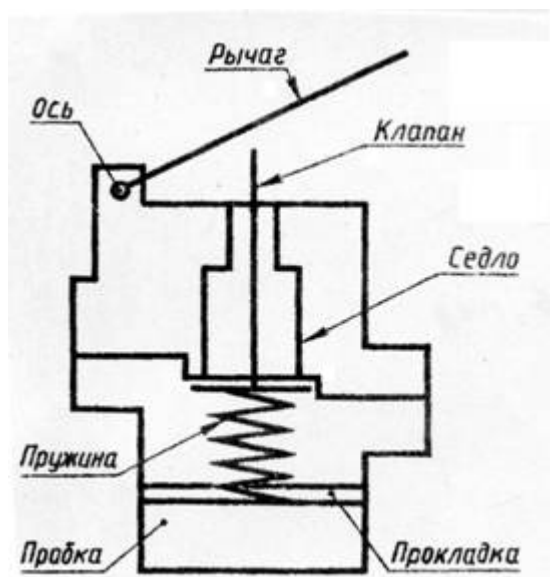 Рычаг
Ось
Клапан
Седло
Пружина
Пробка
Прокладка